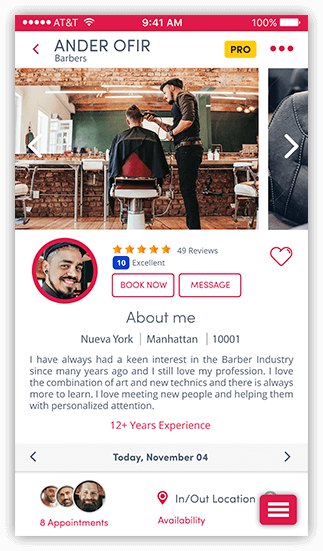 AT&T 9:41 AM 100%
ANDER OFIR PRO
Barbers
49 Reviews
10 Excellent
BOOK NOW MESSAGE
About me
Nueva York | Manhattan | 10001
I have always had a keen interest in the Barber Industry
since many years ago and I still love my profession. I love
the combination of art and new technics and there is always
more to learn. I love meeting new people and helping them
with personalized attention.
12+ Years Experience
Today, November 04
In/Out Location
8 Appointments Availability